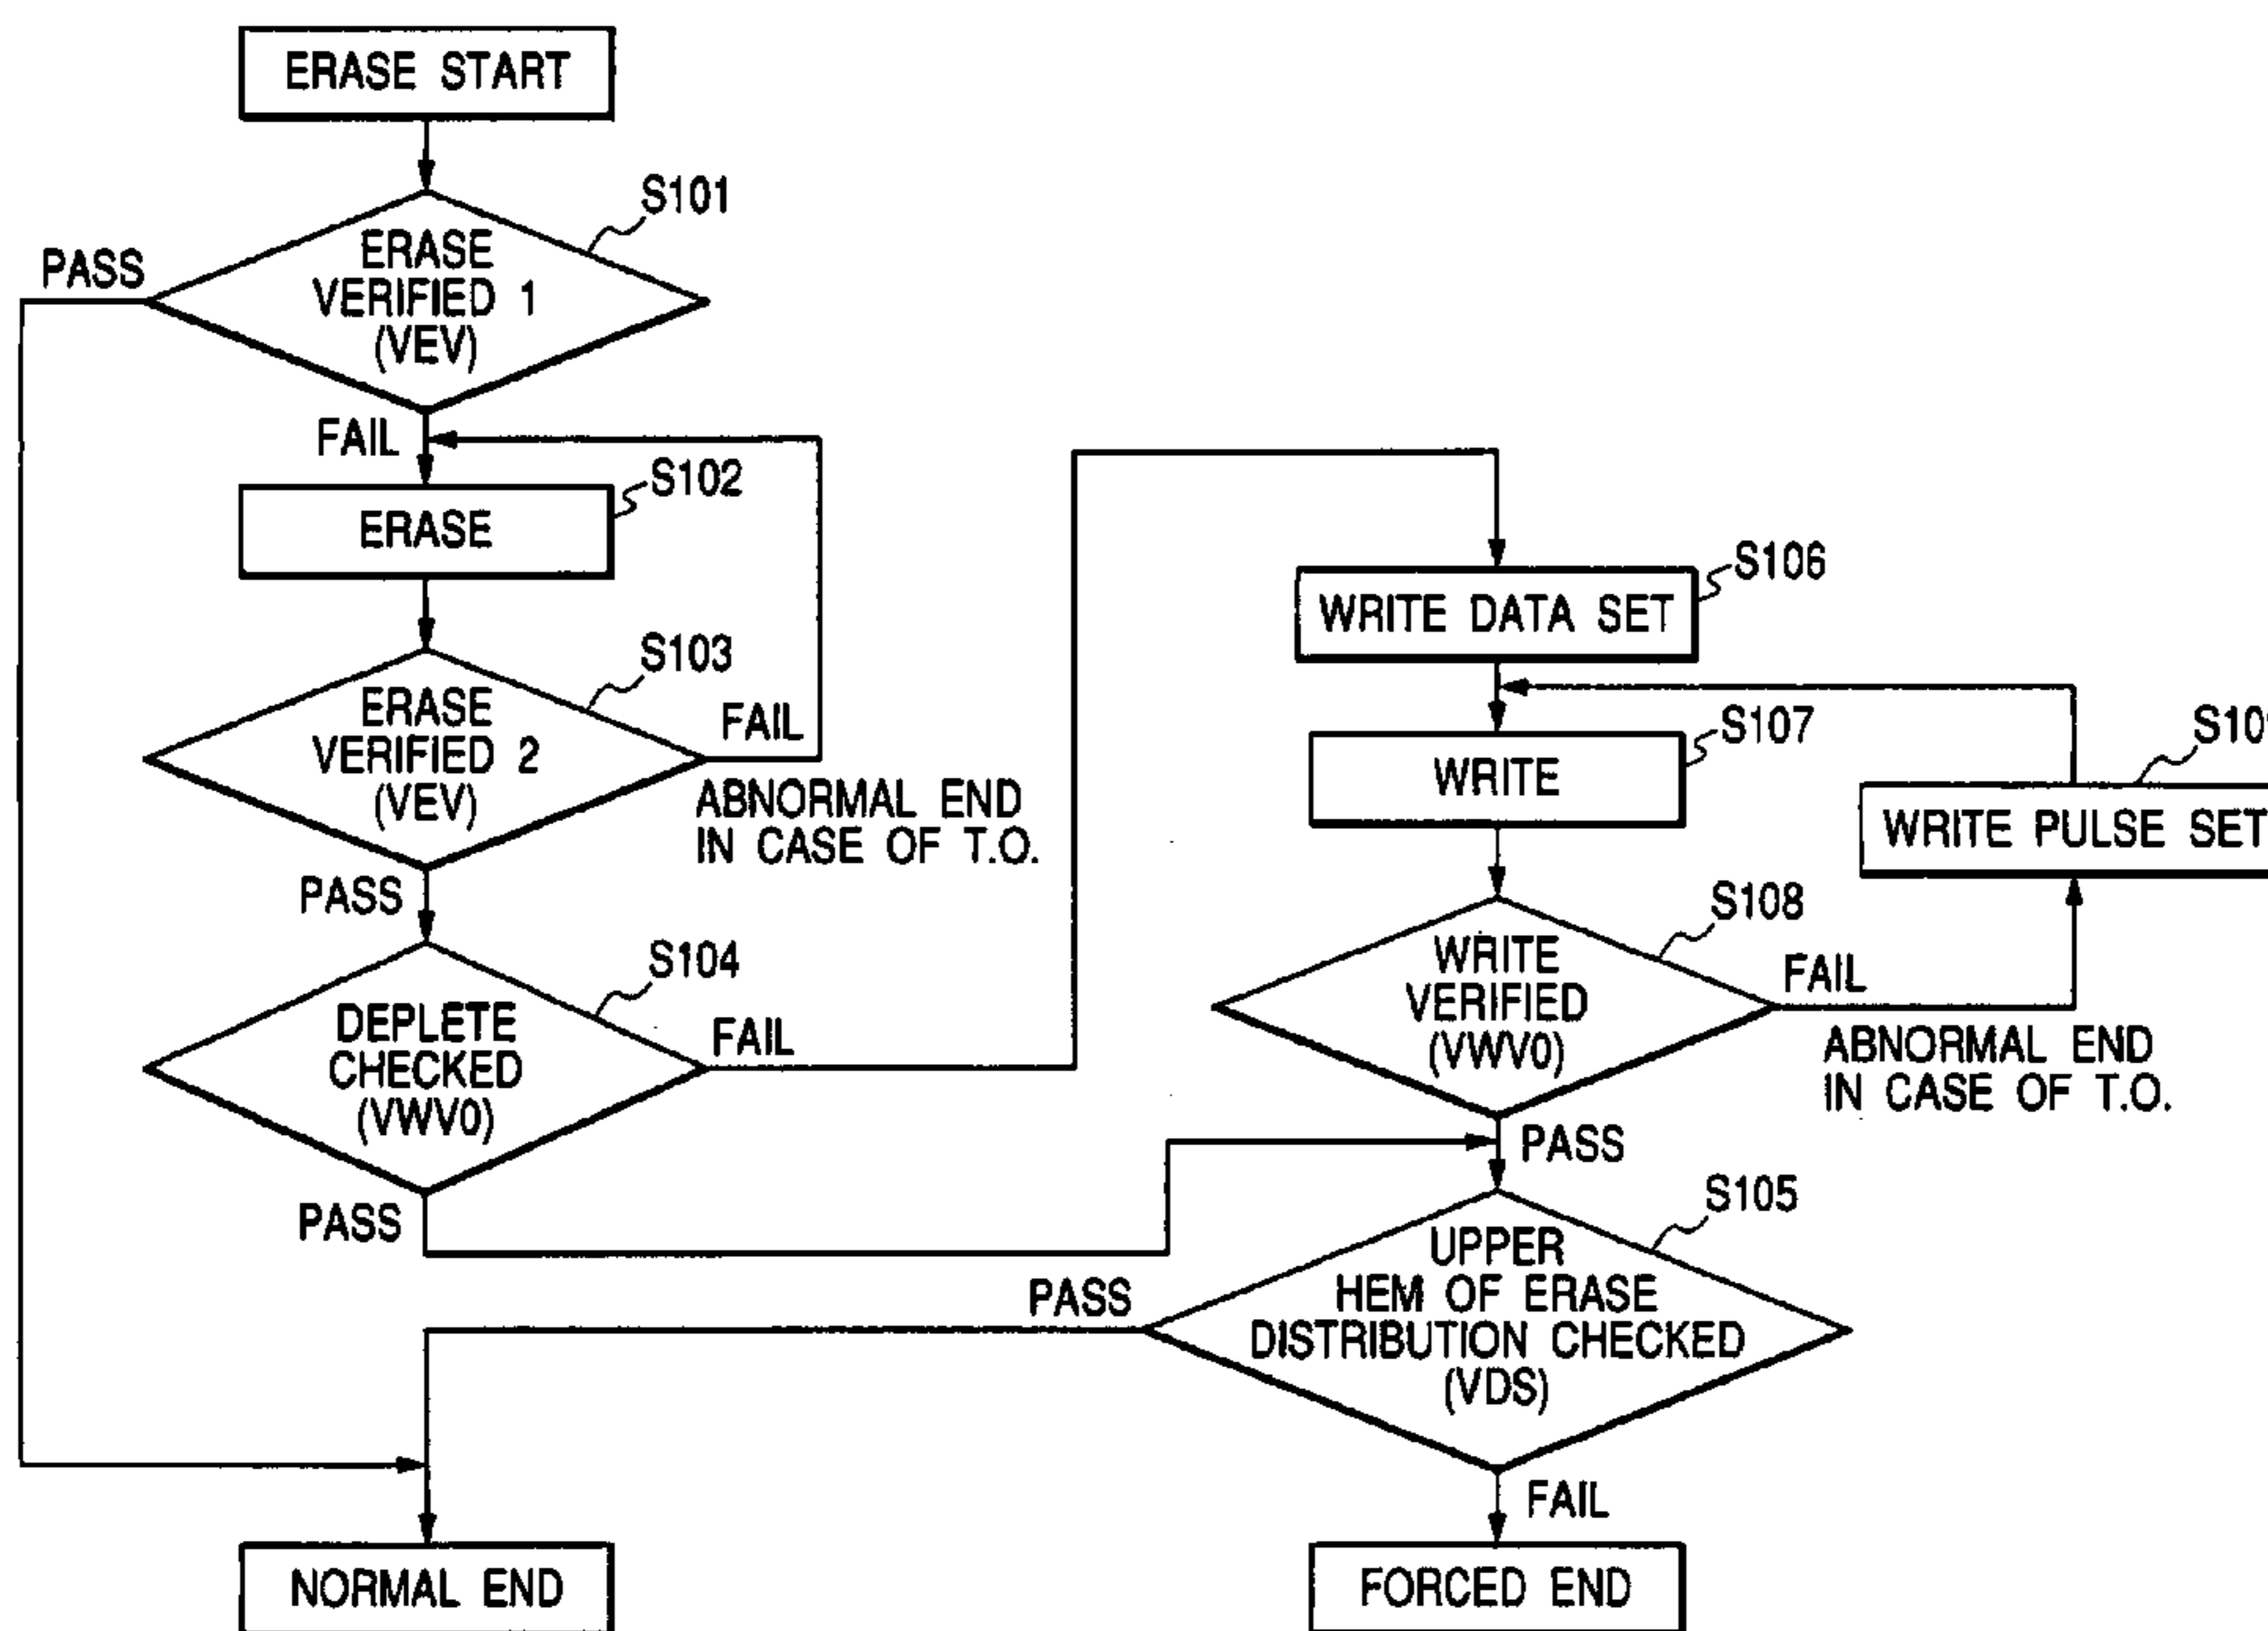 ERASE START
S101
PASS
ERASE
VERIFIED 1
(VEV)
FAIL
S102
ERASE
S103
ERASE
VERIFIED 2
(VEV)
FAIL
ABNORMAL END
IN CASE OF T.O.
PASS
S104
DEPLETE
CHECKED
(VWV0)
FAIL
PASS
S106
WRITE DATA SET
S107
WRITE
WRITE PULSE SET
S108
WRITE
VERIFIED
(VWV0)
FAIL
ABNORMAL END
IN CASE OF T.O.
PASS
S105
UPPER
HEM OF ERASE
DISTRIBUTION CHECKED
(VDS)
PASS
FAIL
NORMAL END
FORCED END